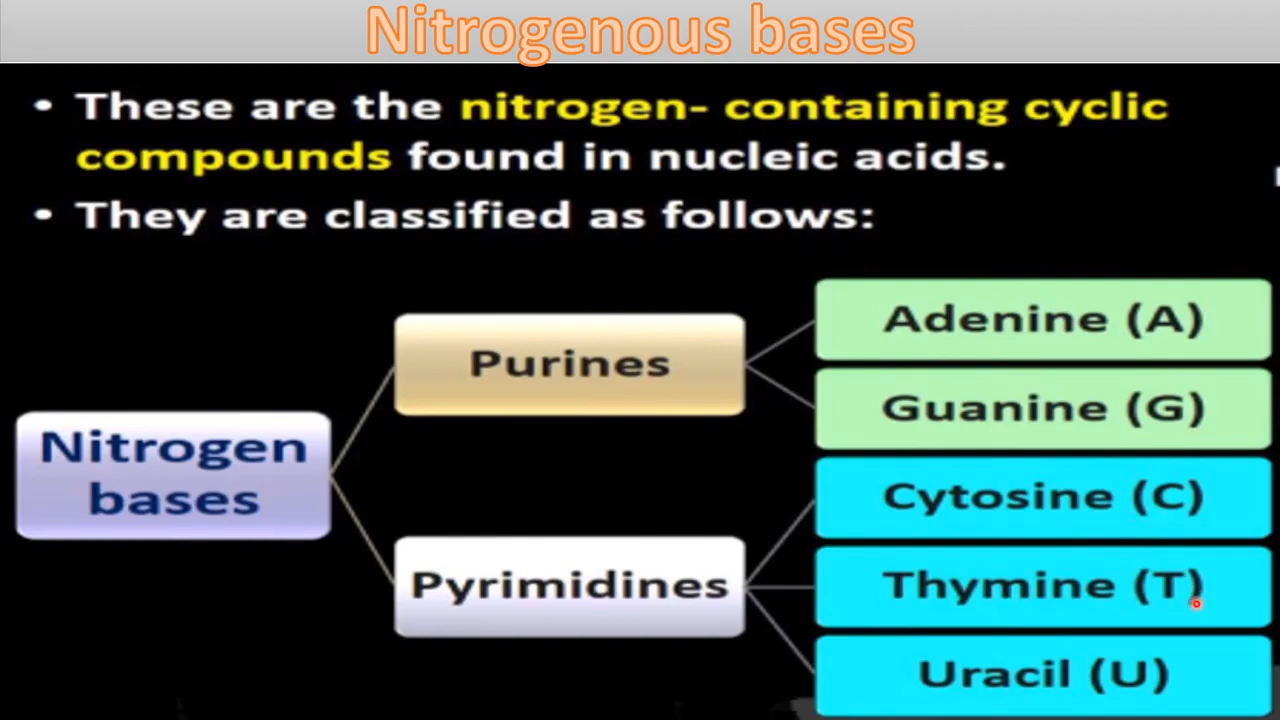 Nitrogenous bases
• These are the nitrogen- containing cyclic
compounds found in nucleic acids.
• They are classified as follows:
Adenine (A)
Purines
Guanine (G)
Nitrogen
bases
Cytosine (C)
Pyrimidines
Thymine (T)
Uracil (U)